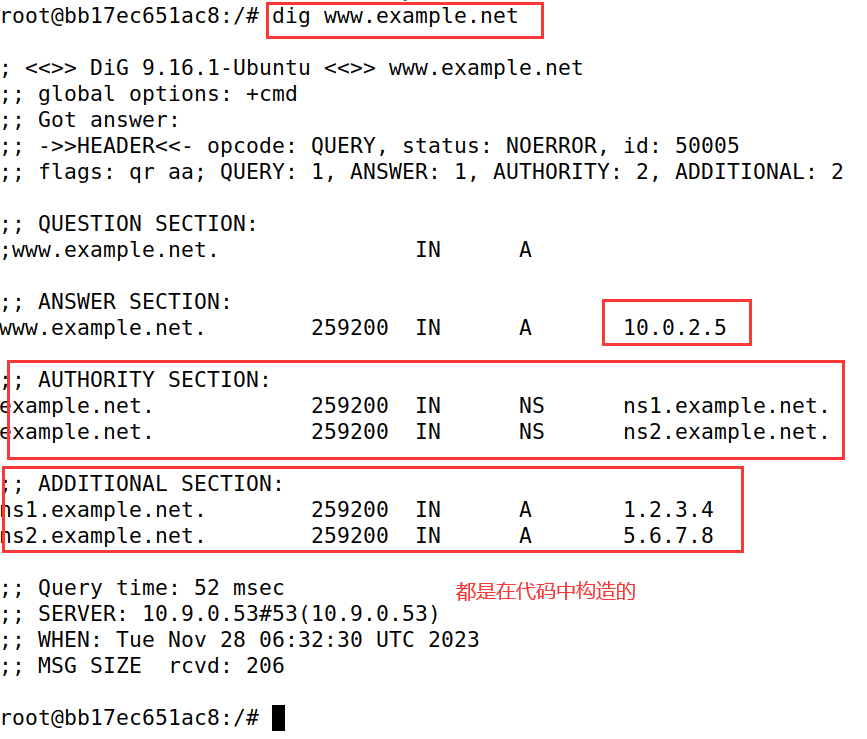 root@bb17ec651ac8:/# dig www.example.net
; <<>> DiG 9.16.1-Ubuntu <<>> www.example.net
;; global options: +cmd
;; Got answer:
;; ->>HEADER<<- opcode: QUERY, status: NOERROR, id: 50005
;; flags: qr aa; QUERY: 1, ANSWER: 1, AUTHORITY: 2, ADDITIONAL: 2
;; QUESTION SECTION:
;www.example.net. IN A
;; ANSWER SECTION:
www.example.net. 259200 IN A 10.0.2.5
;; AUTHORITY SECTION:
example.net. 259200 IN NS ns1.example.net.
example.net. 259200 IN NS ns2.example.net.
;; ADDITIONAL SECTION:
ns1.example.net. 259200 IN A 1.2.3.4
ns2.example.net. 259200 IN A 5.6.7.8
;; Query time: 52 msec
都是在代码中构造的
;; SERVER: 10.9.0.53#53(10.9.0.53)
;; WHEN: Tue Nov 28 06:32:30 UTC 2023
;; MSG SIZE rcvd: 206
root@bb17ec651ac8:/#